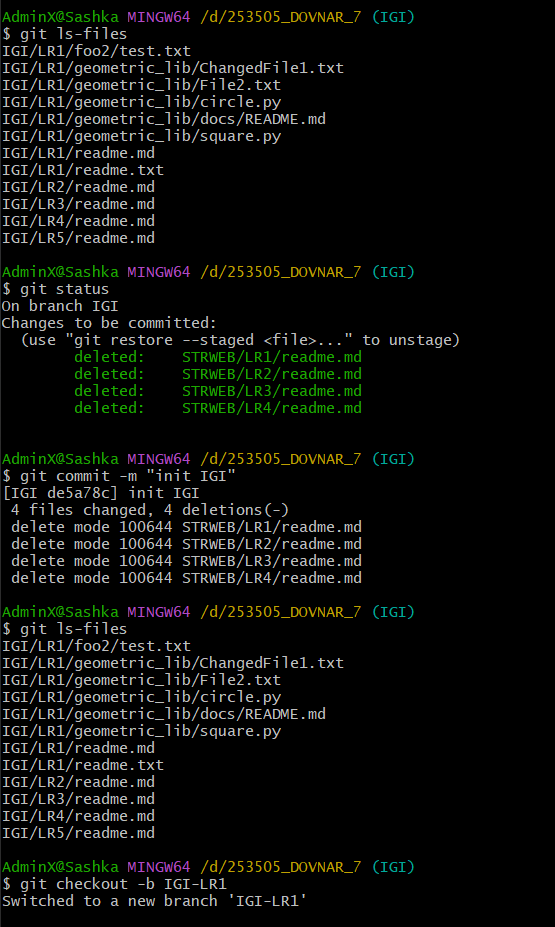 AdminX@Sashka MINGW64 /d/253505_DOVNAR_7 (IGI)
$ git ls-files
IGI/LR1/foo2/test.txt
IGI/LR1/geometric_lib/ChangedFile1.txt
IGI/LR1/geometric_lib/File2.txt
IGI/LR1/geometric_lib/circle.py
IGI/LR1/geometric_lib/docs/README.md
IGI/LR1/geometric_lib/square.py
IGI/LR1/readme.md
IGI/LR1/readme.txt
IGI/LR2/readme.md
IGI/LR3/readme.md
IGI/LR4/readme.md
IGI/LR5/readme.md
AdminX@Sashka MINGW64 /d/253505_DOVNAR_7 (IGI)
$ git status
On branch IGI
Changes to be committed:
  (use "git restore --staged <file>..." to unstage)
        deleted:    STRWEB/LR1/readme.md
        deleted:    STRWEB/LR2/readme.md
        deleted:    STRWEB/LR3/readme.md
        deleted:    STRWEB/LR4/readme.md
AdminX@Sashka MINGW64 /d/253505_DOVNAR_7 (IGI)
$ git commit -m "init IGI"
[IGI de5a78c] init IGI
 4 files changed, 4 deletions(-)
 delete mode 100644 STRWEB/LR1/readme.md
 delete mode 100644 STRWEB/LR2/readme.md
 delete mode 100644 STRWEB/LR3/readme.md
 delete mode 100644 STRWEB/LR4/readme.md
AdminX@Sashka MINGW64 /d/253505_DOVNAR_7 (IGI)
$ git ls-files
IGI/LR1/foo2/test.txt
IGI/LR1/geometric_lib/ChangedFile1.txt
IGI/LR1/geometric_lib/File2.txt
IGI/LR1/geometric_lib/circle.py
IGI/LR1/geometric_lib/docs/README.md
IGI/LR1/geometric_lib/square.py
IGI/LR1/readme.md
IGI/LR1/readme.txt
IGI/LR2/readme.md
IGI/LR3/readme.md
IGI/LR4/readme.md
IGI/LR5/readme.md
AdminX@Sashka MINGW64 /d/253505_DOVNAR_7 (IGI)
$ git checkout -b IGI-LR1
Switched to a new branch 'IGI-LR1'